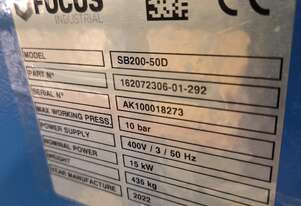 FOCUS
INDUSTRIAL
CE
MODEL SB200-50D
PART N° 162072306-01-292
SERIAL N° AK100018273
MAX WORKING PRESS 10 bar
POWER SUPPLY 400V / 3 / 50 Hz
NOMINAL POWER 15 kW
WEIGHT 435 kg
YEAR MANUFACTURE 2022